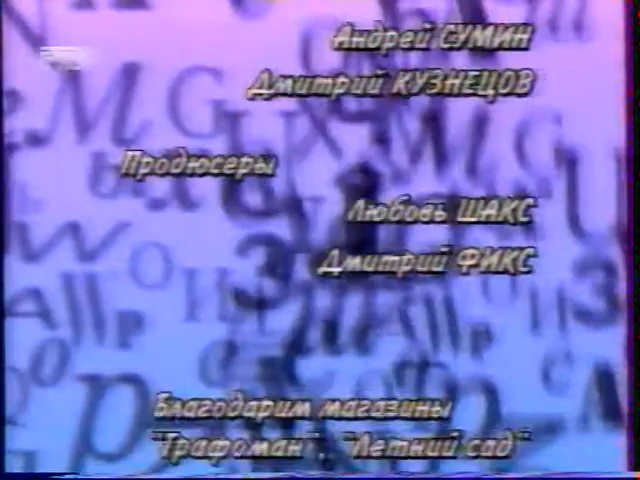 Андрей СУМИН
Дмитрий КУЗНЕЦОВ
Продюсеры
Любовь ШАКС
Дмитрий ФИКС
Благодарим магазины
"Графоман", "Летний сад"